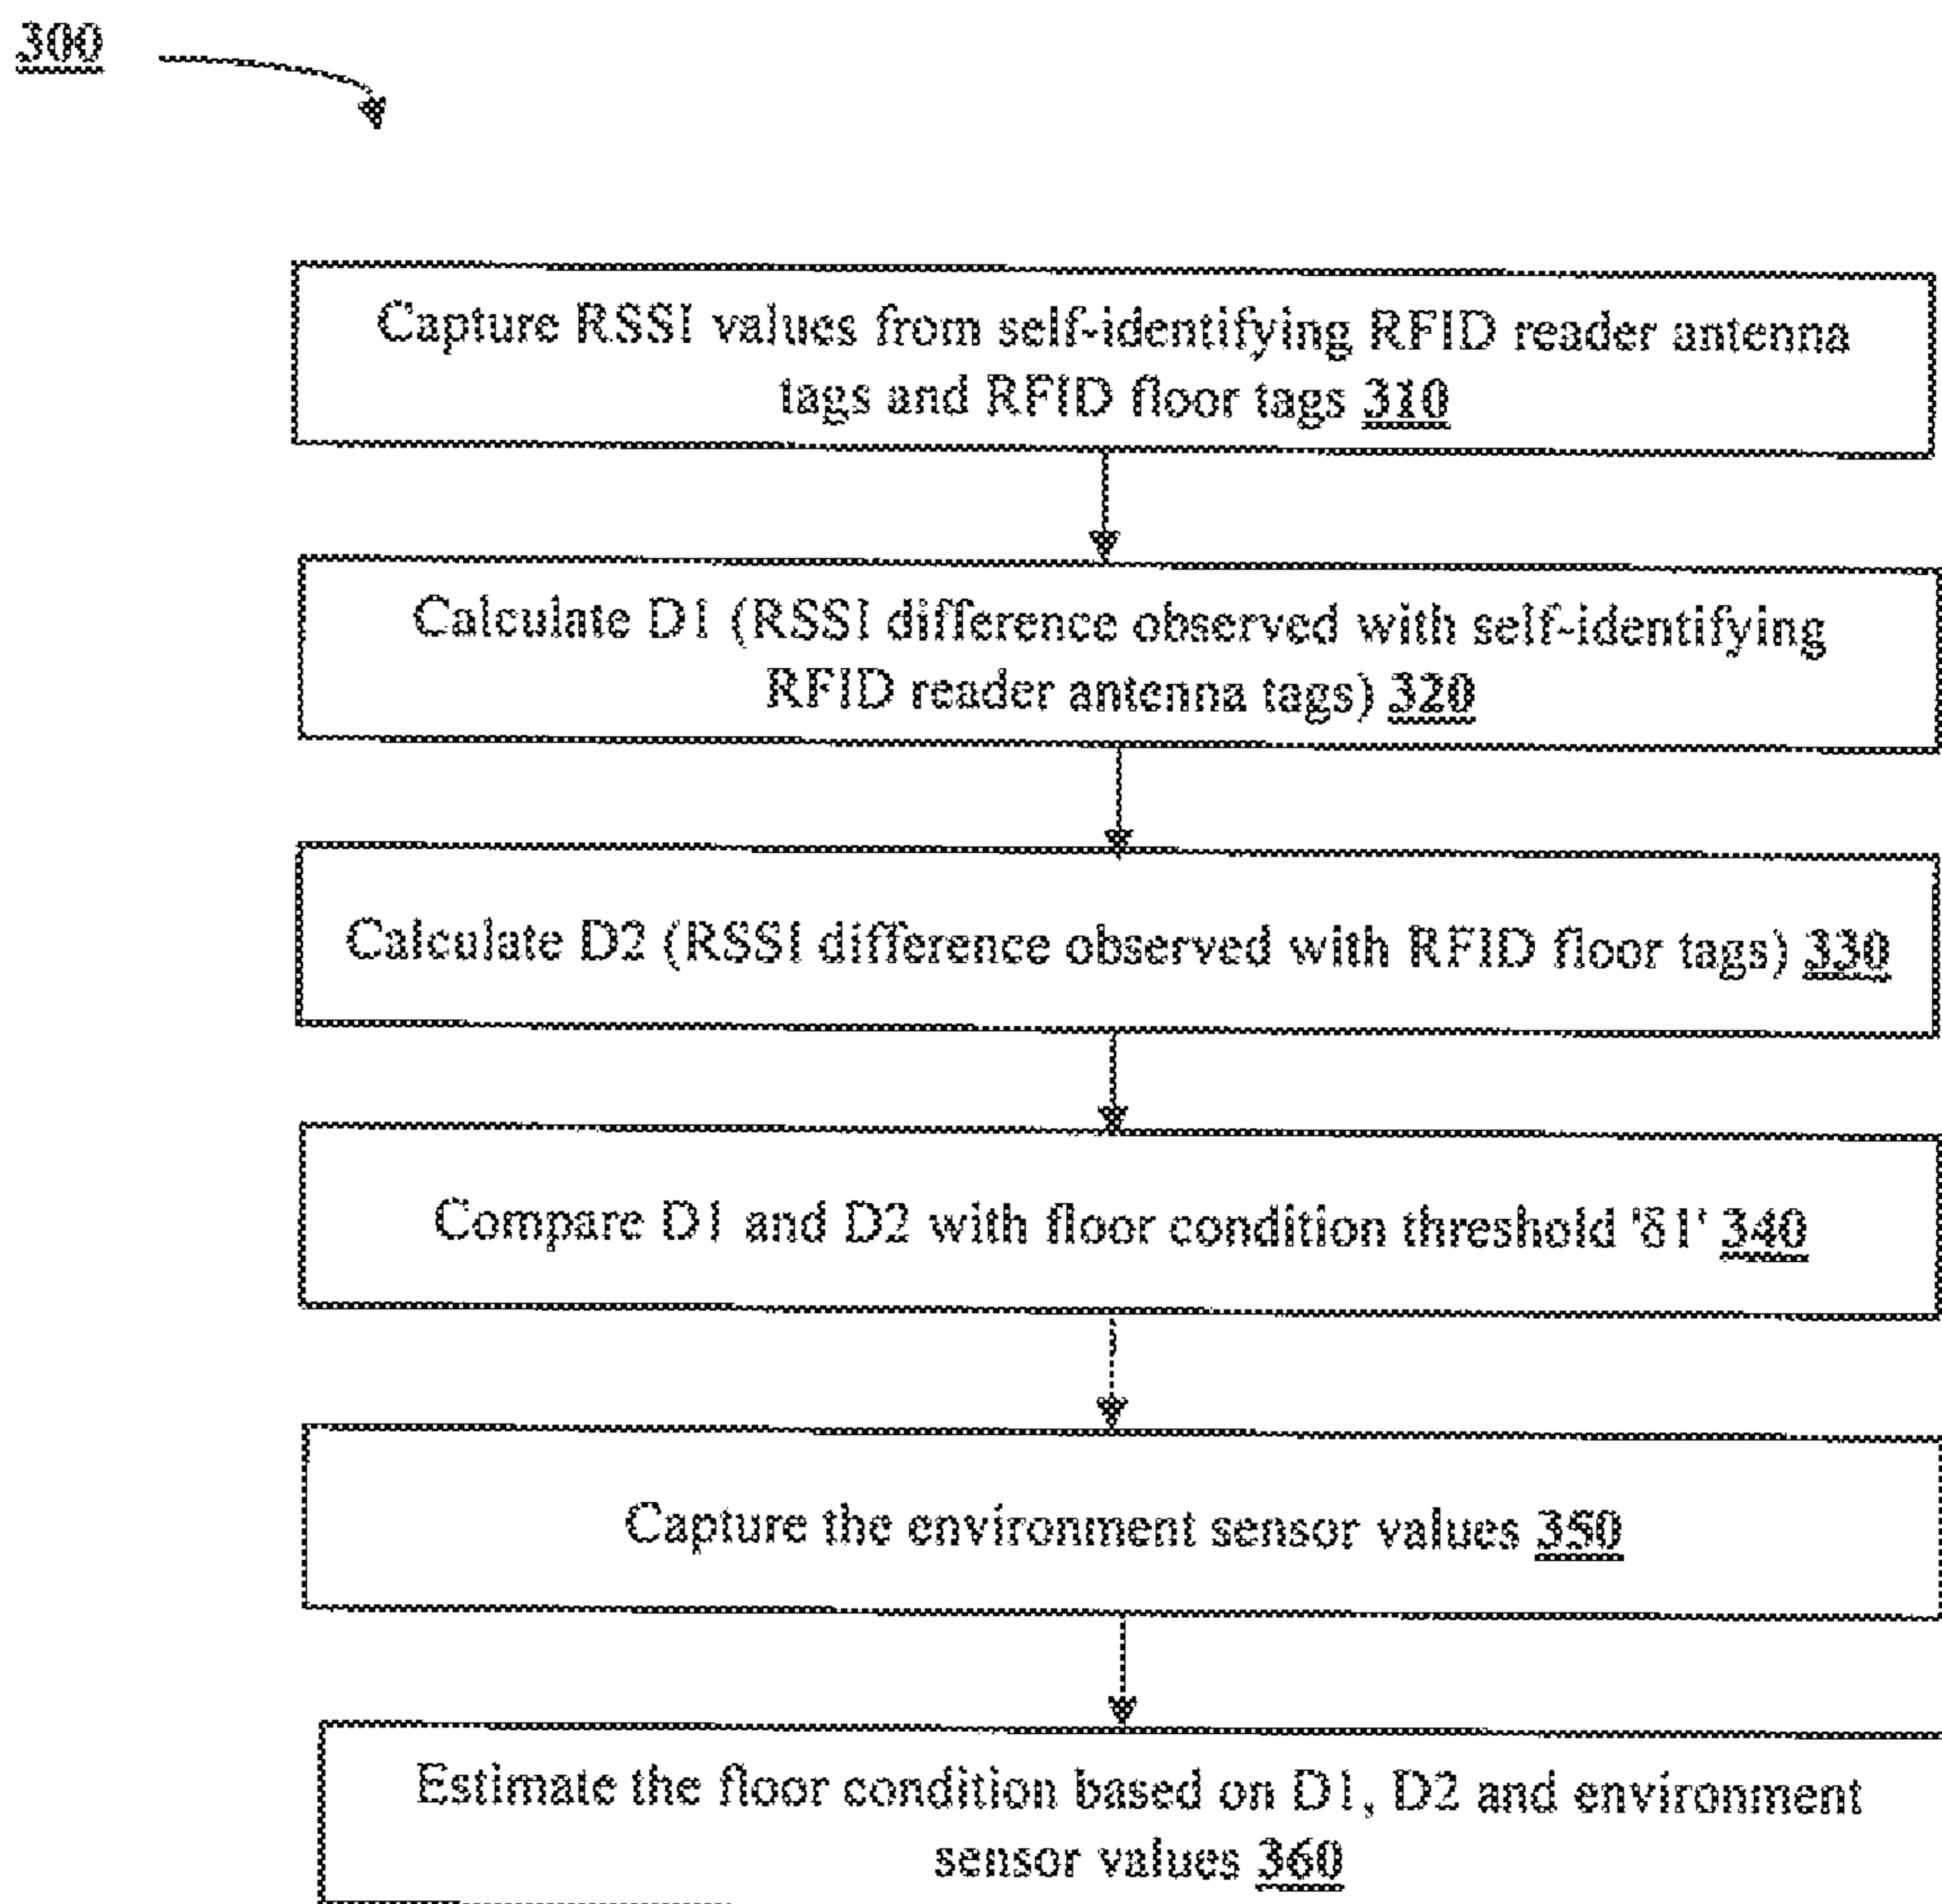 300
Capture RSSI values from self-identifying RFID reader antenna
tags and RFID floor tags 310
Calculate D1 (RSSI difference observed with self-identifying
RFID reader antenna tags) 320
Calculate D2 (RSSI difference observed with RFID floor tags) 330
Compare D1 and D2 with floor condition threshold 'δ1' 340
Capture the environment sensor values 350
Estimate the floor condition based on D1, D2 and environment
sensor values 360